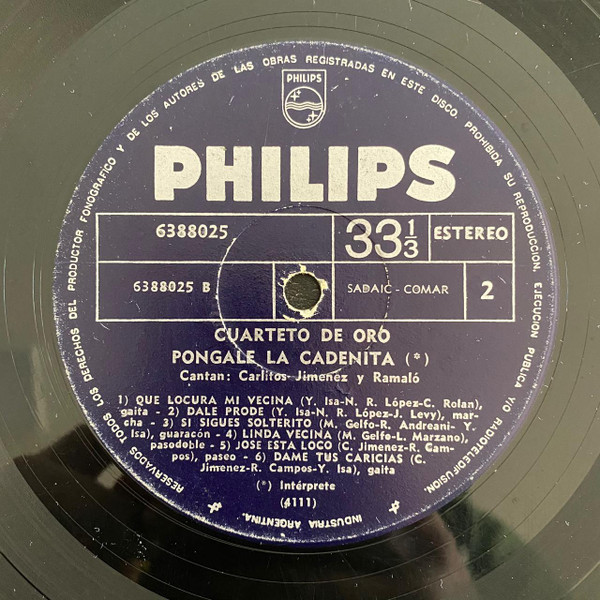 RESERVADOS TODOS LOS DERECHOS DEL PRODUCTOR FONOGRAFICO Y DE LOS AUTORES DE LAS OBRAS REGISTRADAS EN ESTE DISCO. PROHIBIDA SU REPRODUCCION, EJECUCION PUBLICA Y/O RADIOTELEDIFUSION.
PHILIPS
PHILIPS
6388025
33 1/3
ESTEREO
6388025 B
SADAIC - COMAR
2
CUARTETO DE ORO
PONGALE LA CADENITA (*)
Cantan: Carlitos Jimenez y Ramaló
1) QUE LOCURA MI VECINA (Y. Isa-N. R. López-C. Rolan),
gaita - 2) DALE PRODE (Y. Isa-N. R. López-J. Levy), mar-
cha - 3) SI SIGUES SOLTERITO (M. Gelfo-R. Andreani- Y.
Isa), guaracón - 4) LINDA VECINA (M. Gelfo-L. Marzano),
pasodoble - 5) JOSE ESTA LOCO (C. Jimenez-R. Cam-
pos), paseo - 6) DAME TUS CARICIAS (C.
Jimenez-R. Campos-Y. Isa), gaita
(*) Intérprete
(4111)
INDUSTRIA ARGENTINA.